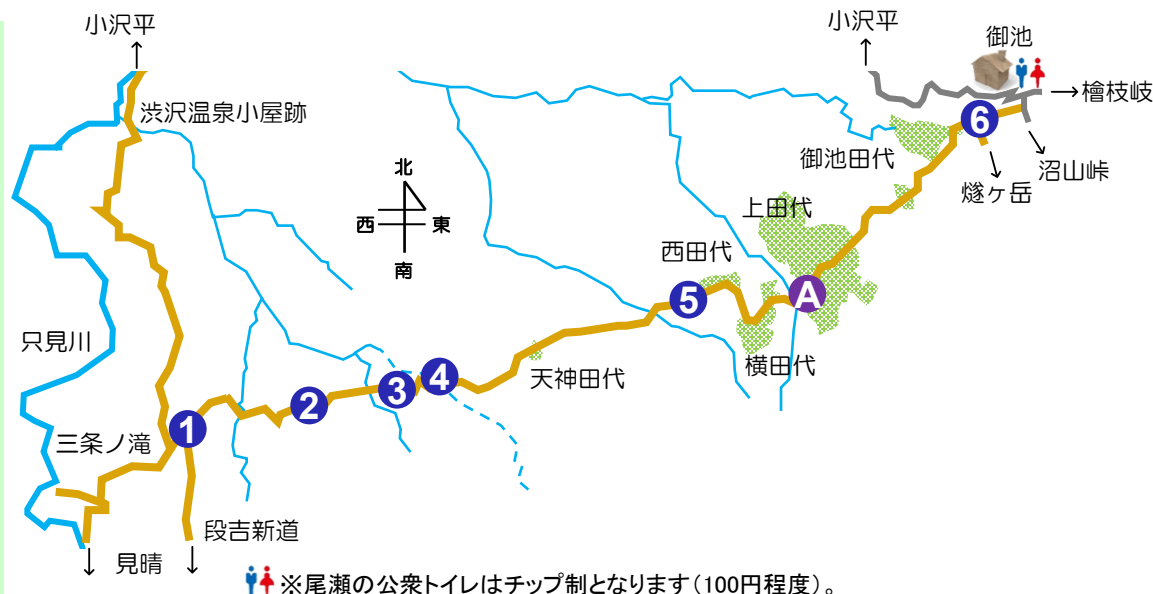 小沢平
渋沢温泉小屋跡
小沢平
御池
檜枝岐
6
御池田代
沼山峠
燧ヶ岳
上田代
北
西 東
南
西田代
5
A
横田代
只見川
天神田代
4
3
2
1
三条ノ滝
段吉新道
見晴
※尾瀬の公衆トイレはチップ制となります(100円程度)。